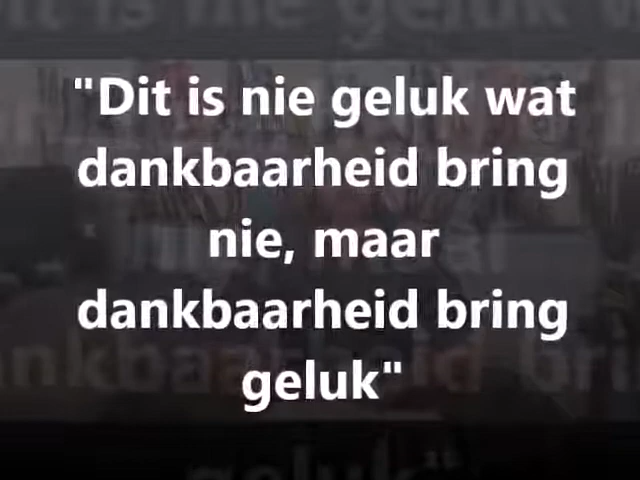 "Dit is nie geluk wat
dankbaarheid bring
nie, maar
dankbaarheid bring
geluk"